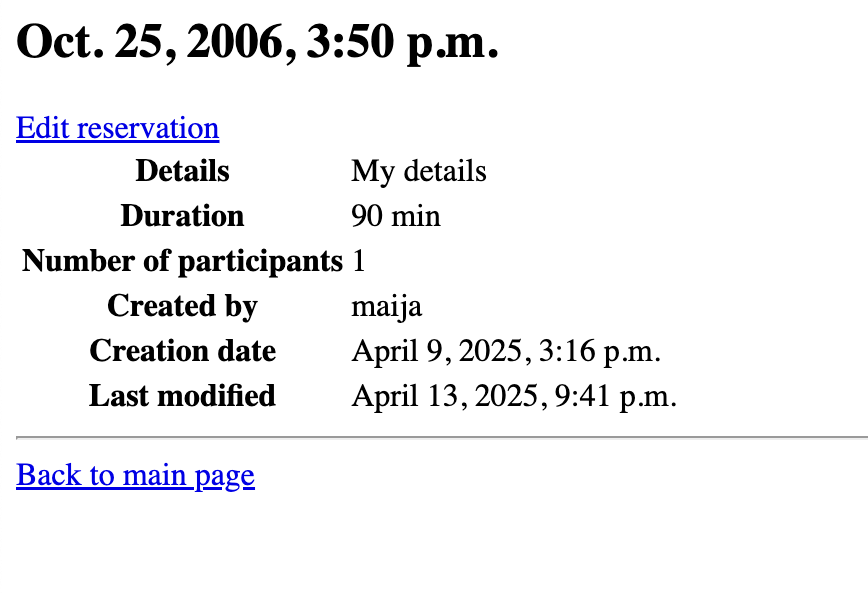 Oct. 25, 2006, 3:50 p.m.
Edit reservation
Details My details
Duration 90 min
Number of participants 1
Created by maija
Creation date April 9, 2025, 3:16 p.m.
Last modified April 13, 2025, 9:41 p.m.
Back to main page